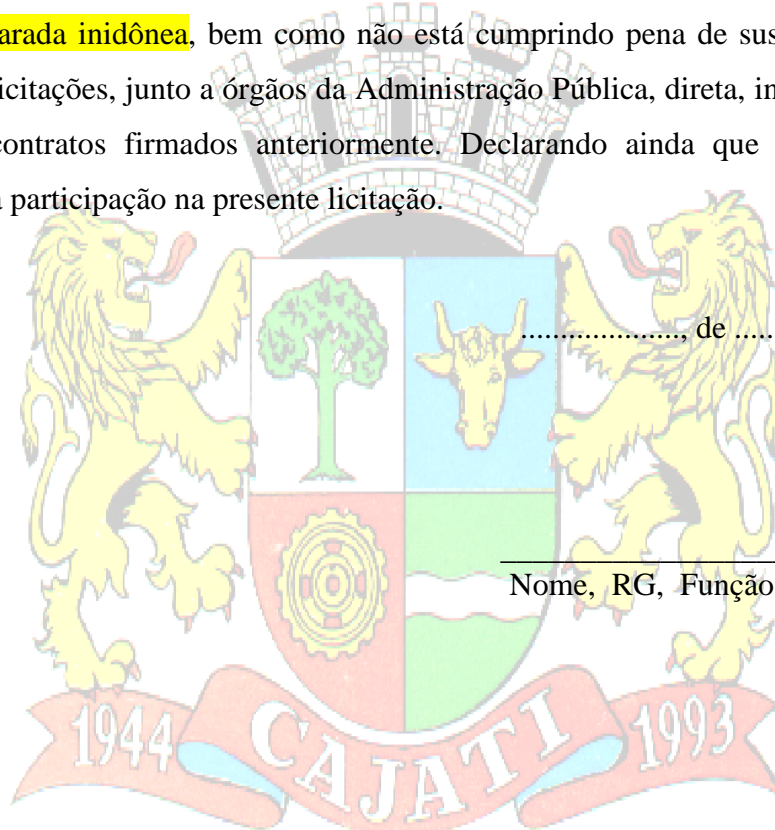 arada inidônea, bem como não está cumprindo pena de sus
icitações, junto a órgãos da Administração Pública, direta, in
contratos firmados anteriormente. Declarando ainda que
a participação na presente licitação.
...................., de .....
Nome, RG, Função
1944 CAJATI 1993